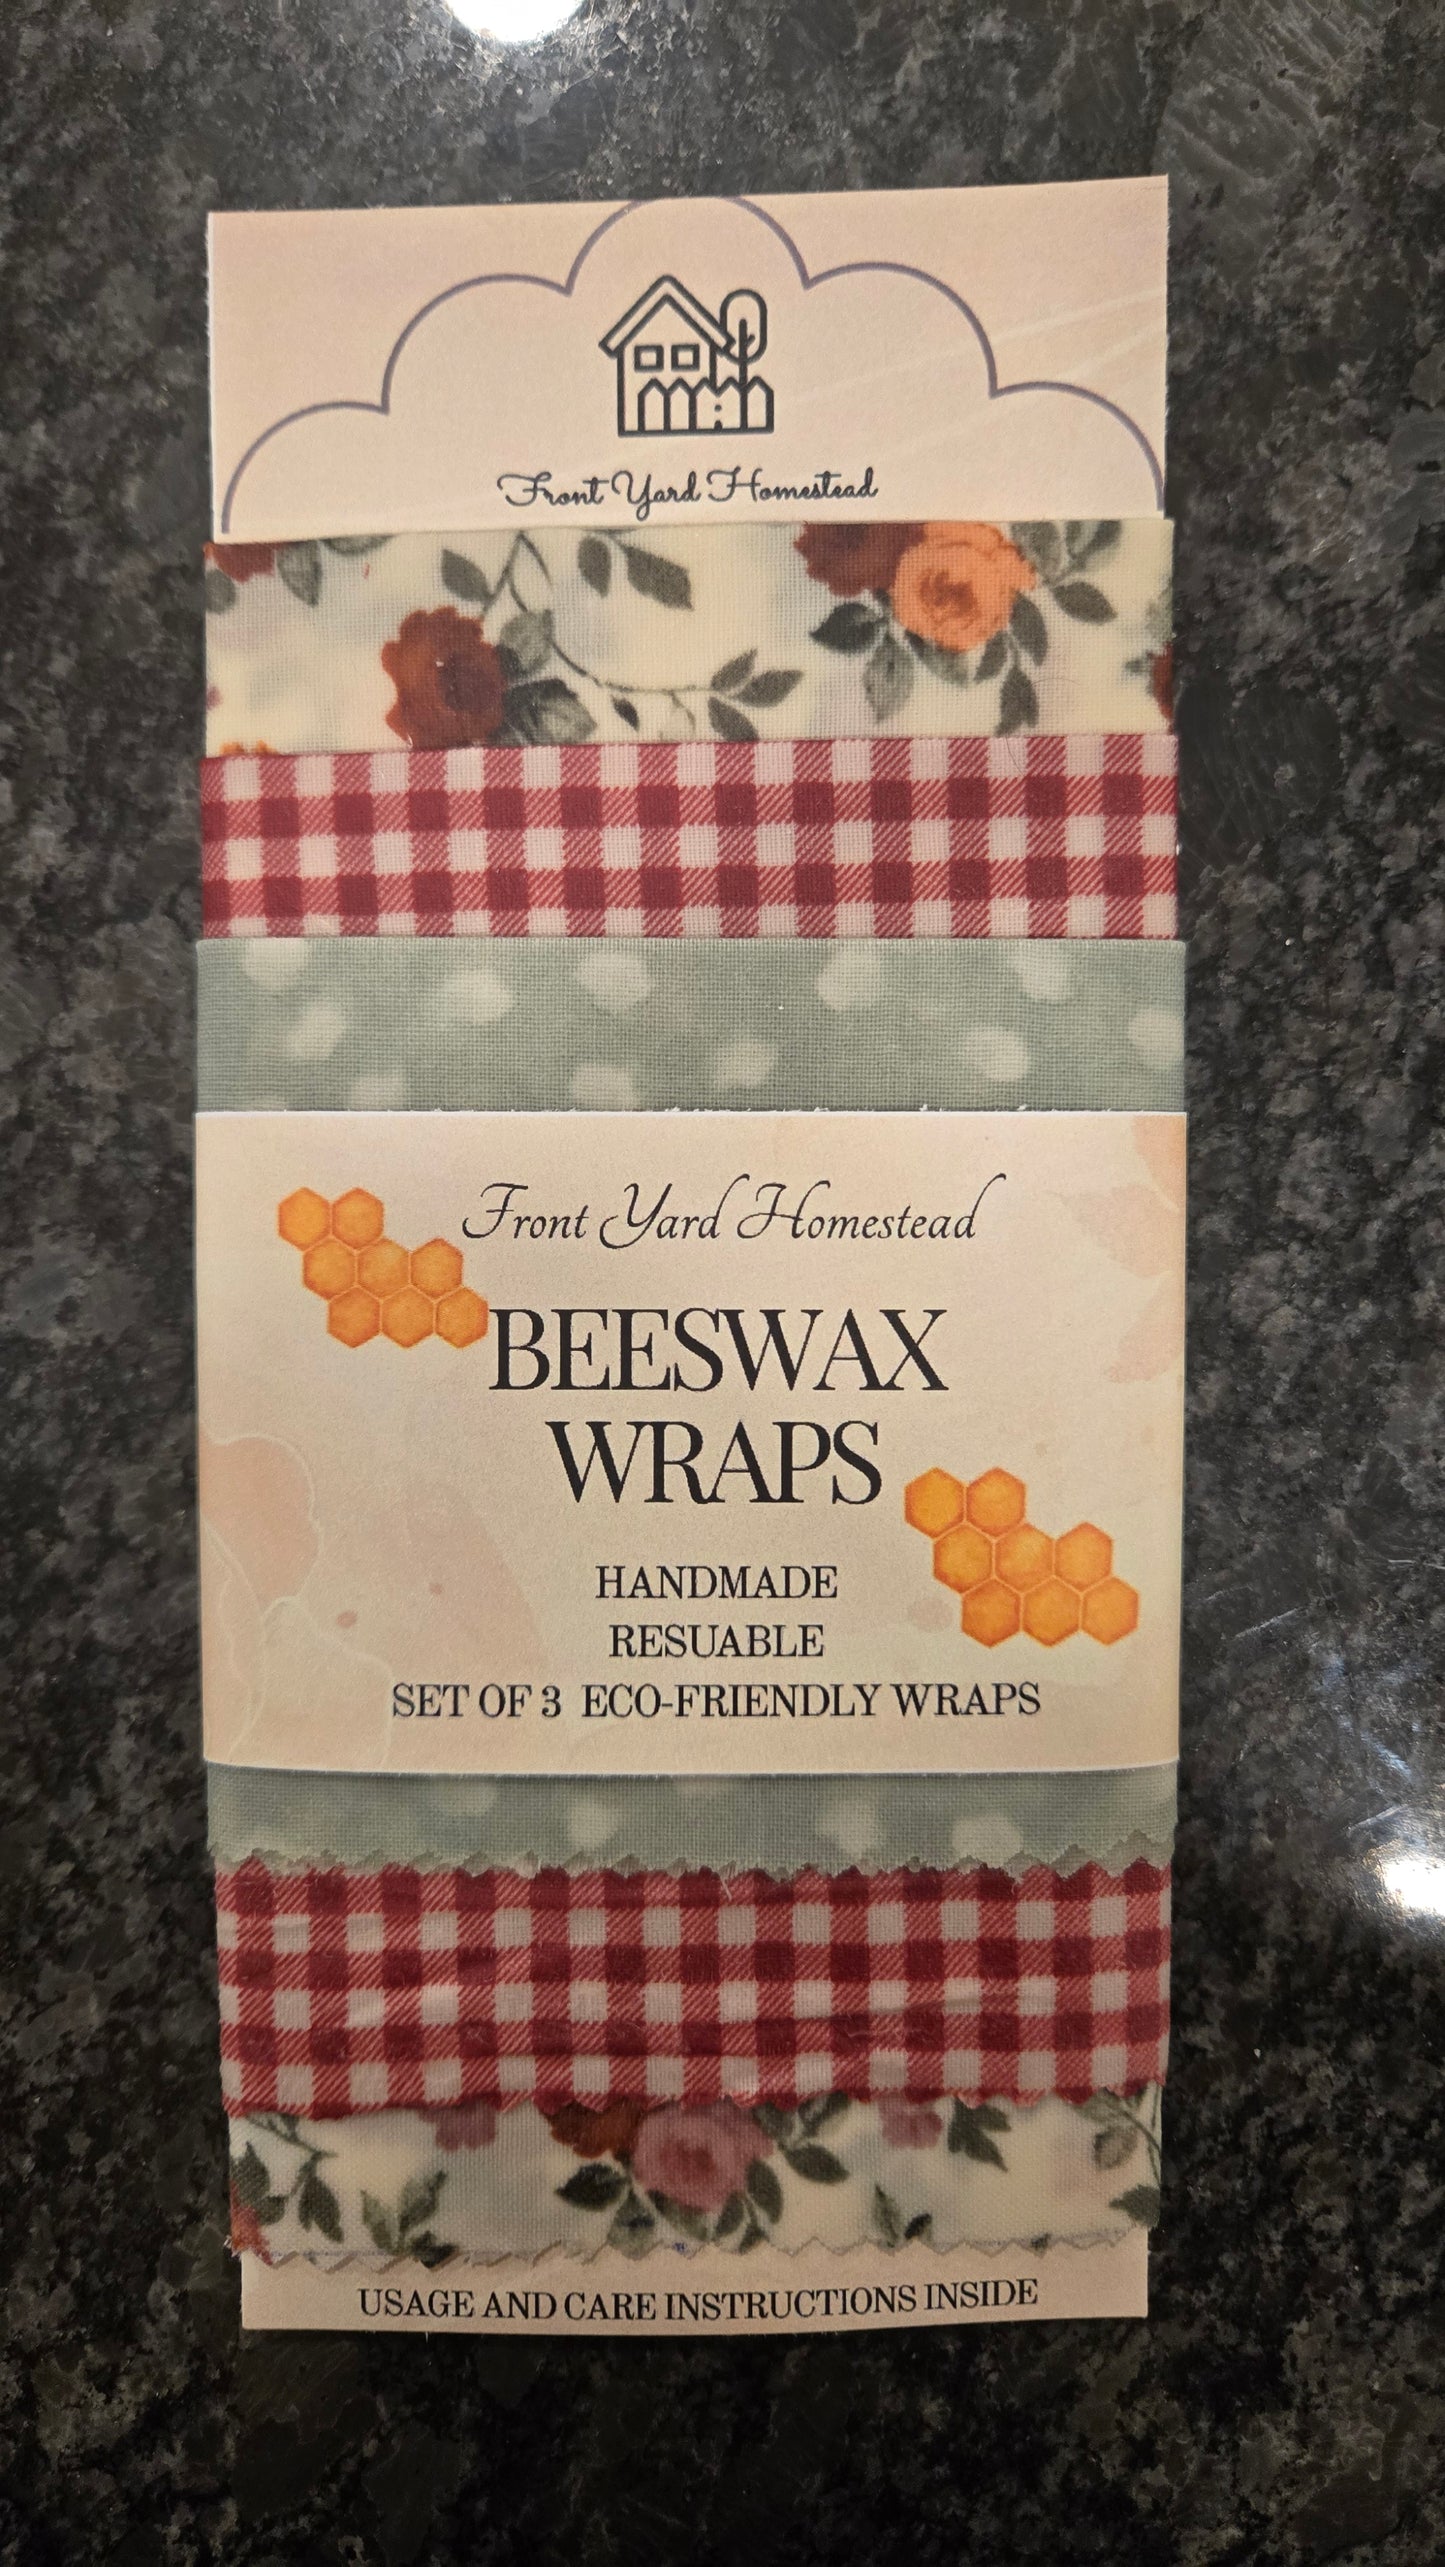 Front Yard Homestead
Front Yard Homestead
BEESWAX
WRAPS
HANDMADE
RESUABLE
SET OF 3 ECO-FRIENDLY WRAPS
USAGE AND CARE INSTRUCTIONS INSIDE